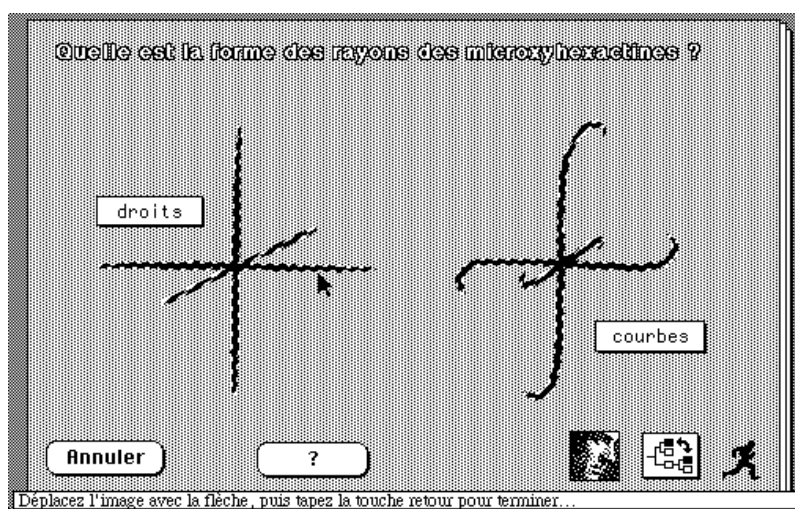 Quelle est la forme des rayons des microxyhexactines ?
droits
courbes
Annuler
?
Déplacez l'image avec la flèche, puis tapez la touche retour pour terminer...